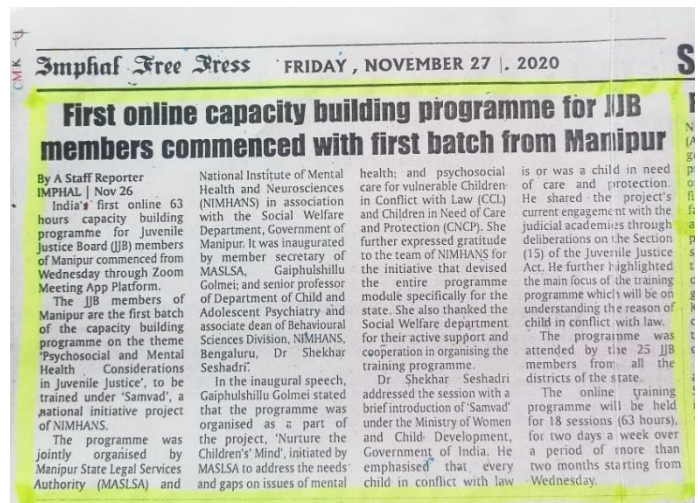 CMK
Imphal Free Press FRIDAY, NOVEMBER 27, 2020
First online capacity building programme for JJB
members commenced with first batch from Manipur
By A Staff Reporter
IMPHAL | Nov 26
India's first online 63
hours capacity building
programme for Juvenile
Justice Board (JJB) members
of Manipur commenced from
Wednesday through Zoom
Meeting App Platform.
The JJB members of
Manipur are the first batch
of the capacity building
programme on the theme
'Psychosocial and Mental
Health Considerations
in Juvenile Justice', to be
trained under 'Samvad', a
national initiative project
of NIMHANS.
The programme was
jointly organised by
Manipur State Legal Services
Authority (MASLSA) and
National Institute of Mental
Health and Neurosciences
(NIMHANS) in association
with the Social Welfare
Department, Government of
Manipur. It was inaugurated
by member secretary of
MASLSA, Gaiphulshillu
Golmei; and senior professor
of Department of Child and
Adolescent Psychiatry and
associate dean of Behavioural
Sciences Division, NIMHANS,
Bengaluru, Dr Shekhar
Seshadri.
In the inaugural speech,
Gaiphulshillu Golmei stated
that the programme was
organised as a part of
the project, 'Nurture the
Children's Mind', initiated by
MASLSA to address the needs
and gaps on issues of mental
health; and psychosocial
care for vulnerable Children
in Conflict with Law (CCL)
and Children in Need of Care
and Protection (CNCP). She
further expressed gratitude
to the team of NIMHANS for
the initiative that devised
the entire programme
module specifically for the
state. She also thanked the
Social Welfare department
for their active support and
cooperation in organising the
training programme.
Dr Shekhar Seshadri
addressed the session with a
brief introduction of 'Samvad'
under the Ministry of Women
and Child Development,
Government of India. He
emphasised that every
child in conflict with law
is or was a child in need
of care and protection.
He shared the project's
current engagement with the
judicial academies through
deliberations on the Section
(15) of the Juvenile Justice
Act. He further highlighted
the main focus of the training
programme which will be on
understanding the reason of
child in conflict with law.
The programme was
attended by the 25 JJB
members from all the
districts of the state.
The online training
programme will be held
for 18 sessions (63 hours),
for two days a week over
a period of more than
two months starting from
Wednesday.